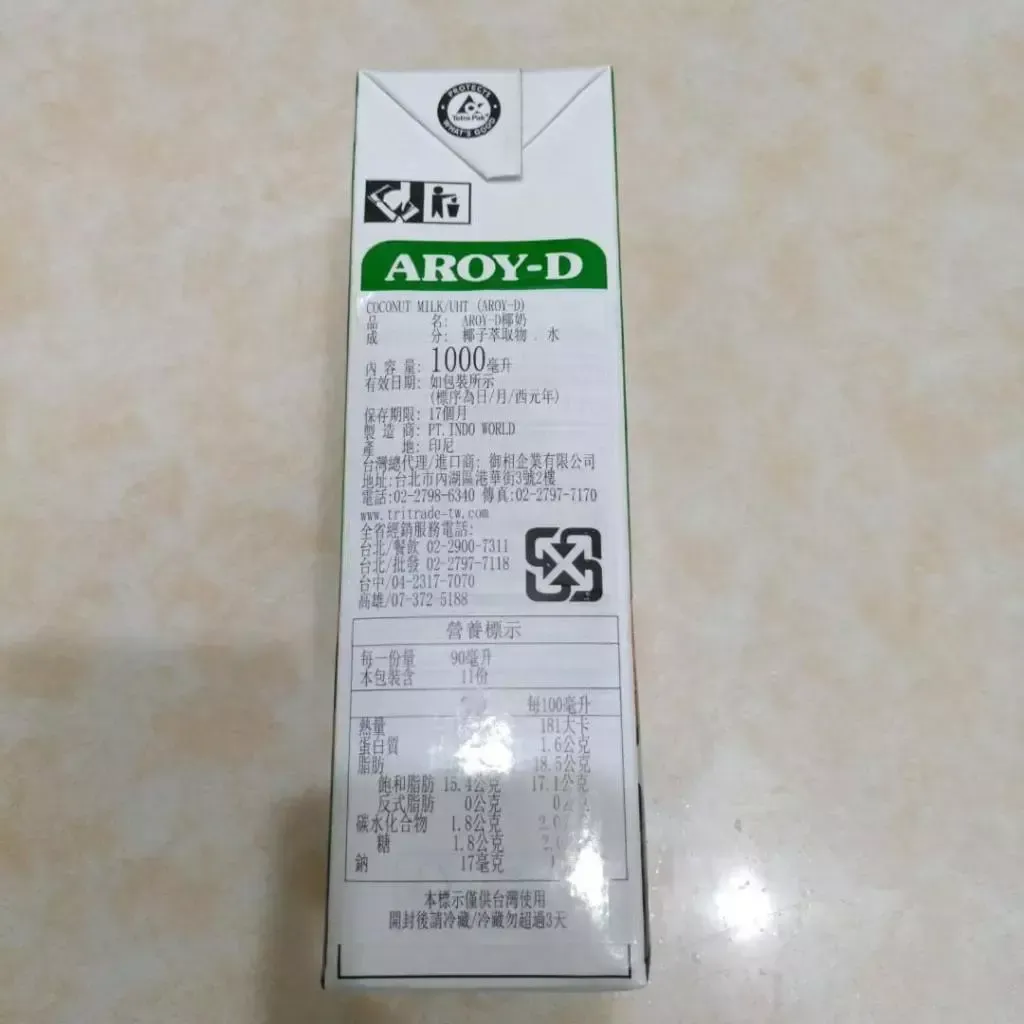 PROTECTS
Tetra Pak®
WHAT'S GOOD
AROY-D
COCONUT MILK/UHT (AROY-D)
品名: AROY-D椰奶
成分: 椰子萃取物．水
內容量: 1000毫升
有效日期: 如包裝所示
(標序為日/月/西元年)
保存期限: 17個月
製造商: PT.INDO WORLD
產地: 印尼
台灣總代理/進口商: 御相企業有限公司
地址:台北市內湖區港華街3號2樓
電話:02-2798-6340 傳真:02-2797-7170
www.tritrade-tw.com
全省經銷服務電話:
台北/餐飲 02-2900-7311
台北/批發 02-2797-7118
台中/04-2317-7070
高雄/07-372-5188
營養標示
每一份量 90毫升
本包裝含 11份
每100毫升
熱量 181大卡
蛋白質 1.6公克
脂肪 18.5公克
飽和脂肪 15.4公克 17.1公克
反式脂肪 0公克
碳水化合物 1.8公克
糖 1.8公克
鈉 17毫克
本標示僅供台灣使用
開封後請冷藏/冷藏勿超過3天